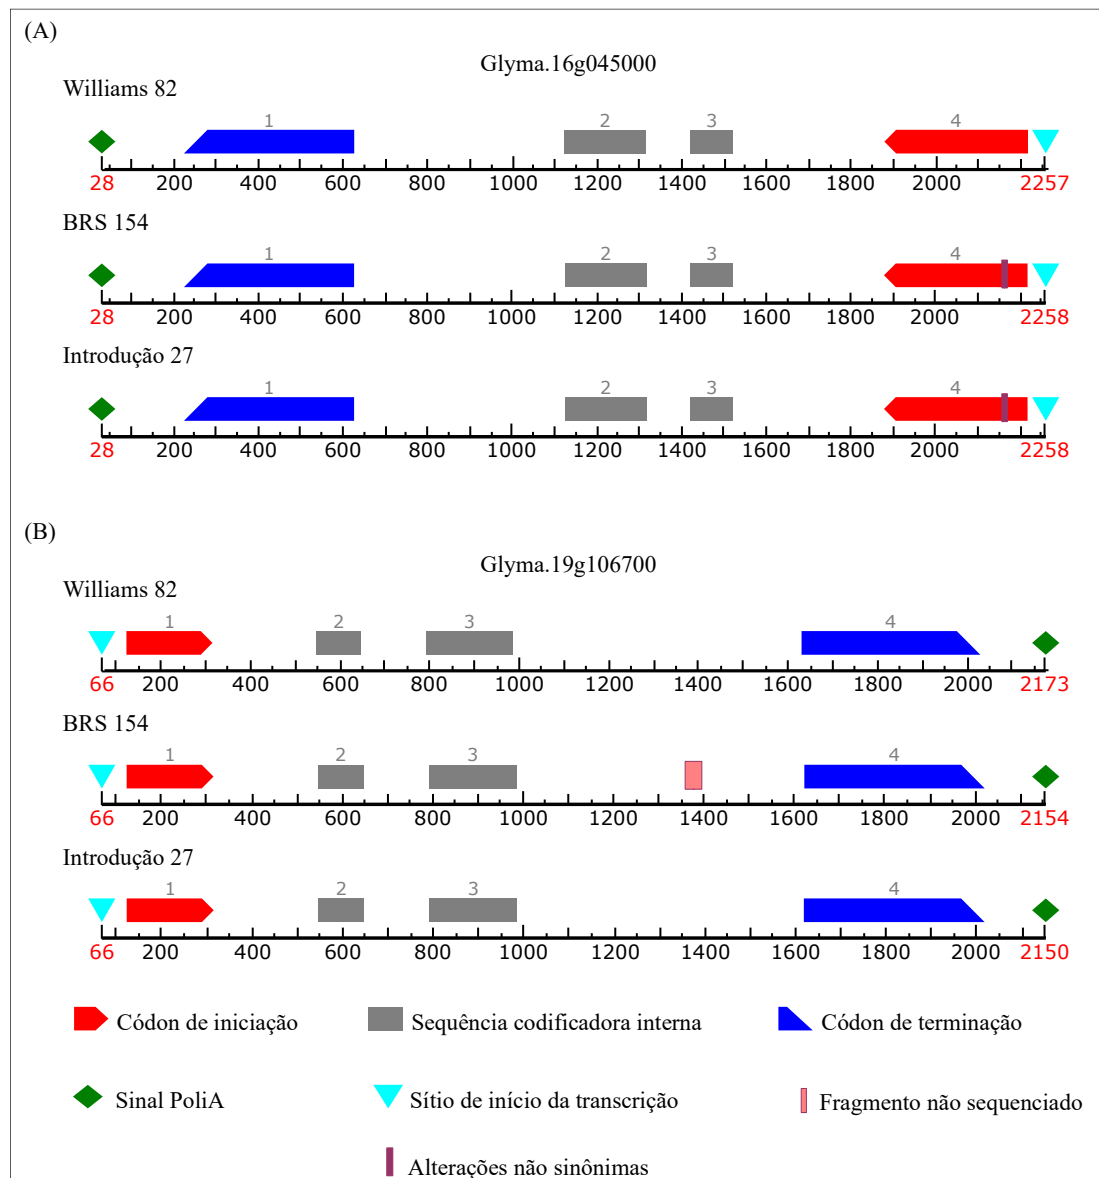 (A)
Glyma.16g045000
Williams 82
1 2 3 4
28 200 400 600 800 1000 1200 1400 1600 1800 2000 2257
BRS 154
1 2 3 4
28 200 400 600 800 1000 1200 1400 1600 1800 2000 2258
Introdução 27
1 2 3 4
28 200 400 600 800 1000 1200 1400 1600 1800 2000 2258
(B)
Glyma.19g106700
Williams 82
1 2 3 4
66 200 400 600 800 1000 1200 1400 1600 1800 2000 2173
BRS 154
1 2 3 4
66 200 400 600 800 1000 1200 1400 1600 1800 2000 2154
Introdução 27
1 2 3 4
66 200 400 600 800 1000 1200 1400 1600 1800 2000 2150
Códon de iniciação Sequência codificadora interna Códon de terminação
Sinal PoliA Sítio de início da transcrição Fragmento não sequenciado
Alterações não sinônimas